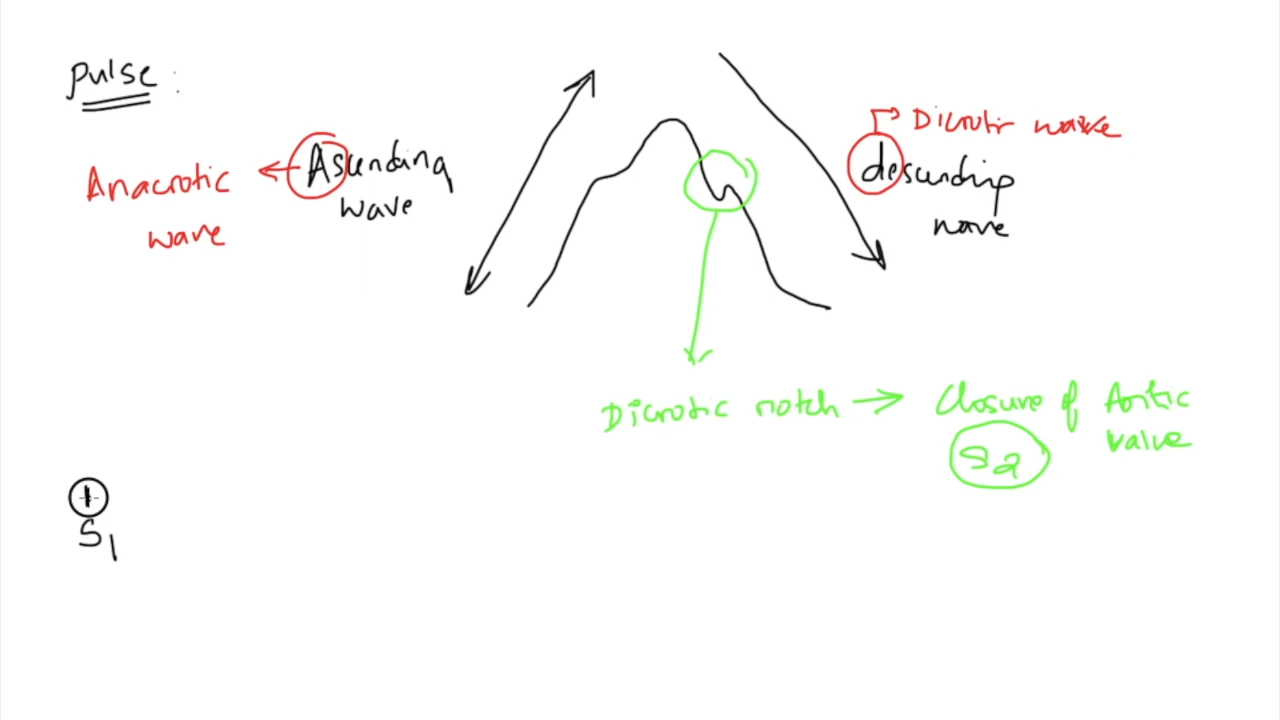 Pulse :
Anacrotic wave ← Ascending wave
Dicrotic wave
descending wave
Dicrotic notch → Closure of Aortic valve
S2
S1